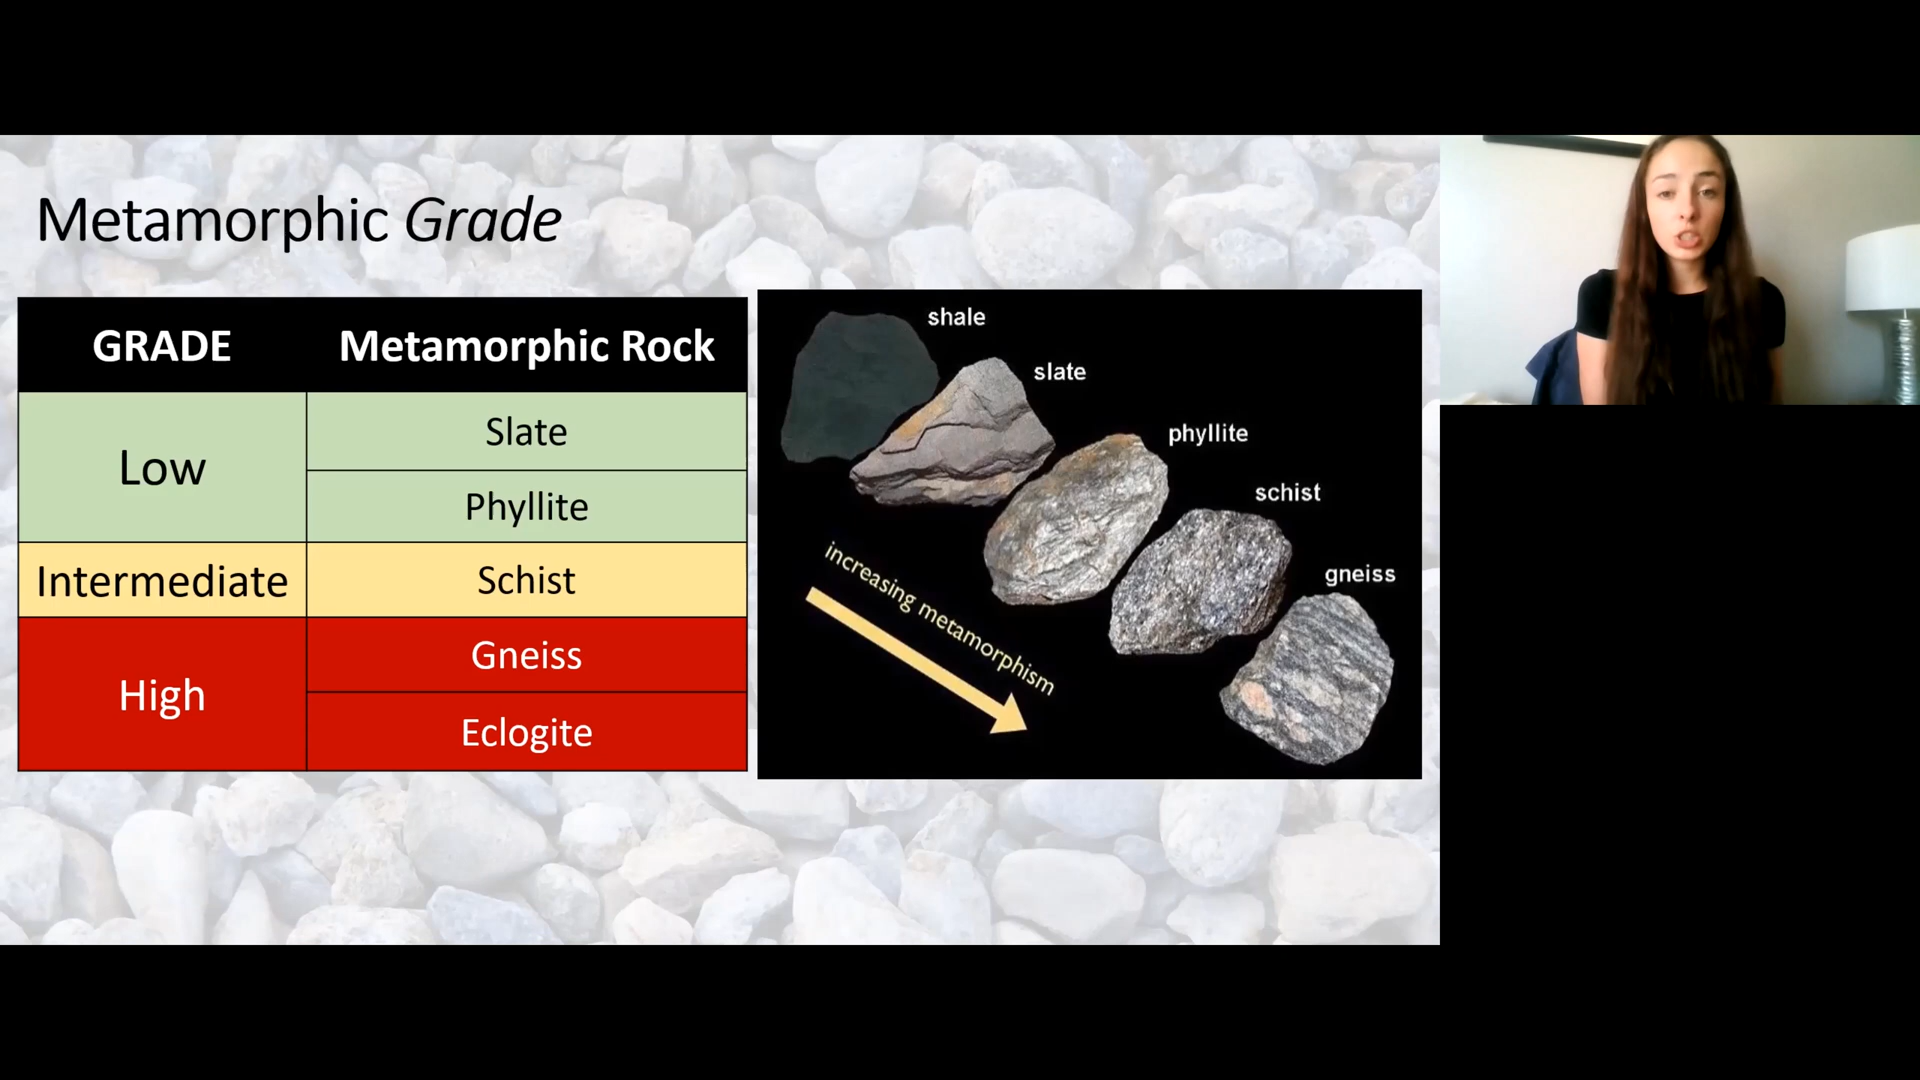 Metamorphic Grade
GRADE Metamorphic Rock
Low
Slate
Phyllite
Intermediate
Schist
High
Gneiss
Eclogite
shale
slate
phyllite
schist
gneiss
increasing metamorphism